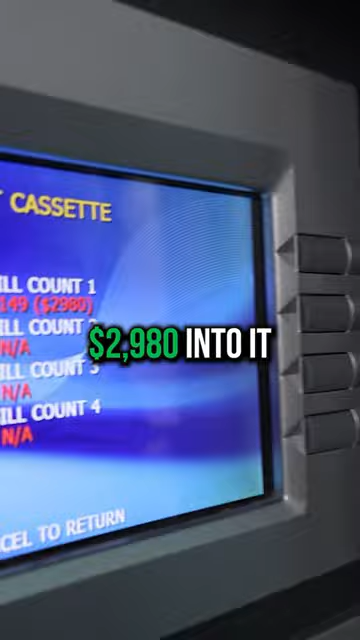 T CASSETTE
ILL COUNT 1
149 ($2980)
ILL COUNT
N/A
$2,980 INTO IT
ILL COUNT 3
N/A
ILL COUNT 4
N/A
CEL TO RETURN